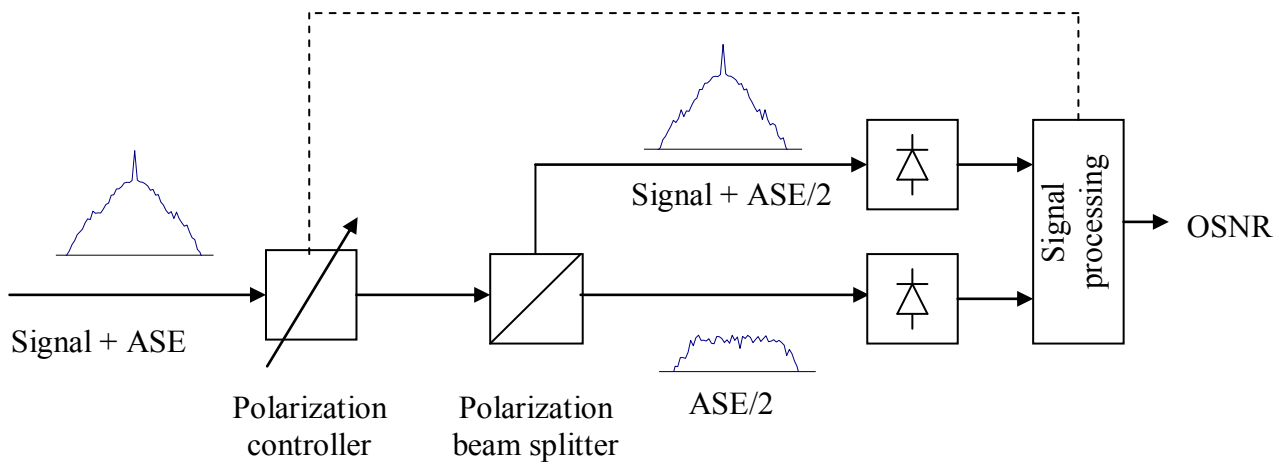 Signal + ASE
Polarization
controller
Polarization
beam splitter
Signal + ASE/2
ASE/2
Signal
processing
OSNR